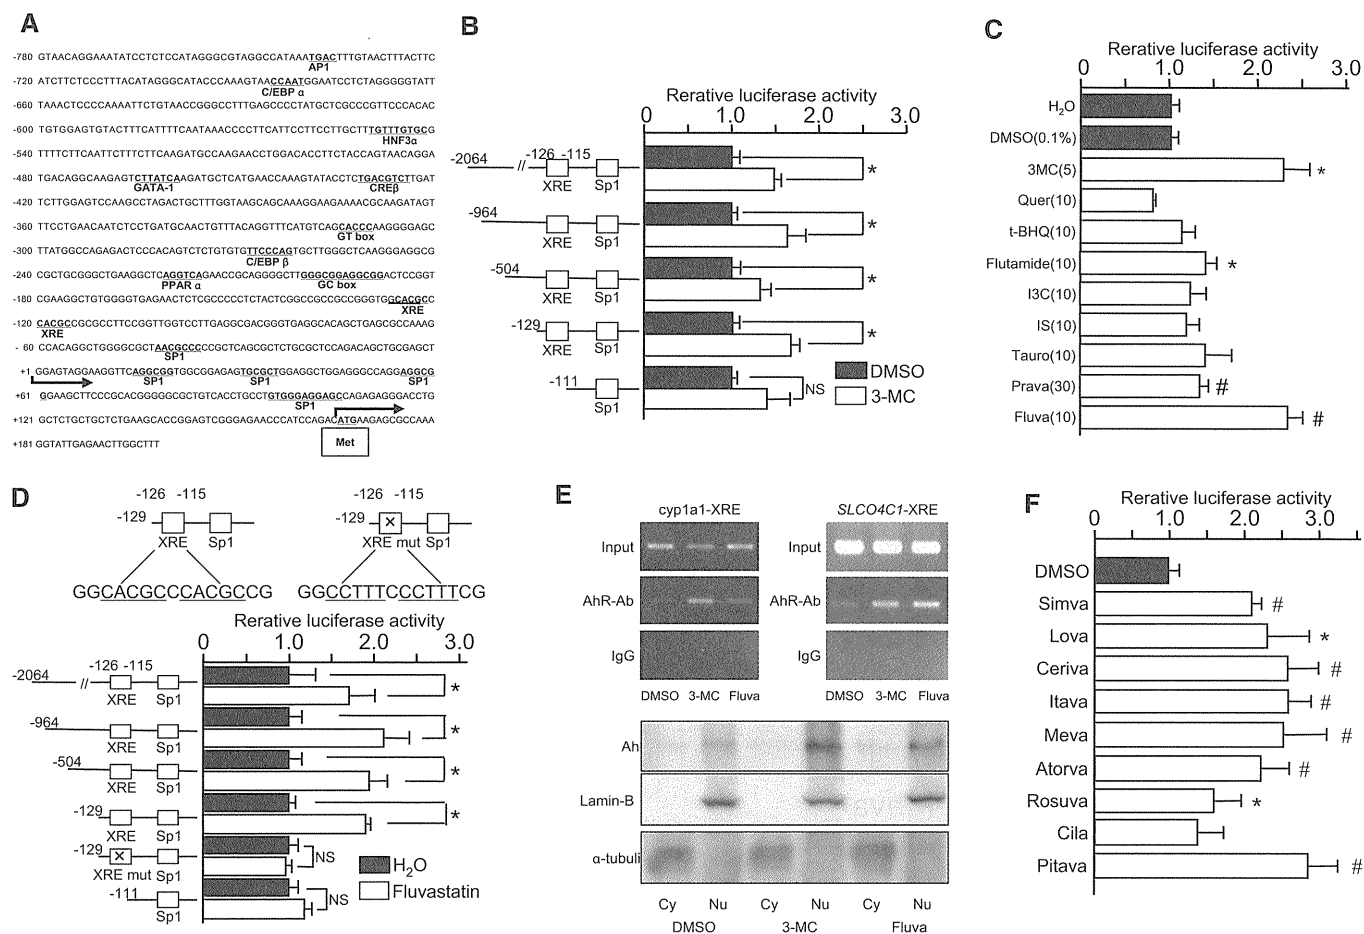 A
-780 GTAACAGGAAATATCCTCTCCATAGGGCGTAGGCCATAAATGACTTTGTAACTTTACTTC
AP1
-720 ATCTTCTCCCTTTACATAGGGCATACCCAAAGTAACCAATGGAATCCTCTAGGGGGTATT
C/EBP α
-660 TAAACTCCCCAAAATTCTGTAACCGGGCCTTTGAGCCCCTATGCTCGCCCGTTCCCACAC
-600 TGTGGAGTGTACTTTCATTTTCAATAAACCCCTTCATTCCTTCCTTGCTTTGTTTGTGCG
HNF3α
-540 TTTTCTTCAATTCTTTCTTCAAGATGCCAAGAACCTGGACACCTTCTACCAGTAACAGGA
-480 TGACAGGCAAGAGTCTTATCAAGATGCTCATGAACCAAAGTATACCTCTGACGTCTTGAT
GATA-1 CREβ
-420 TCTTGGAGTCCAAGCCTAGACTGCTTTGGTAAGCAGCAAAGGAAGAAAACGCAAGATAGT
-360 TTCCTGAACAATCTCCTGATGCAACTGTTTACAGGTTTCATGTCAGCACCCAAGGGGAGC
GT box
-300 TTATGGCCAGAGACTCCCACAGTCTCTGTGTGTTCCCAGTGCTTGGGCTCAAGGGAGGCG
C/EBP β
-240 CGCTGCGGGCTGAAGGCTCAGGTCAGAACCGCAGGGGCTTGGGCGGAGGCGGACTCCGGT
PPAR α GC box
-180 CGAAGGCTGTGGGGTGAGAACTCTCGCCCCCTCTACTCGGCCGCCGCCGGGTGGCACGCC
XRE
-120 CACGCCGCGCCTTCCGGTTGGTCCTTGAGGCGACGGGTGAGGCACAGCTGAGCGCCAAAG
XRE
- 60 CCACAGGCTGGGGCGCTAACGCCCCCGCTCAGCGCTCTGCGCTCCAGACAGCTGCGAGCT
SP1
+1 GGAGTAGGAAGGTTCAGGCGGTGGCGGAGAGTGCGCTGGAGGCTGGAGGGCCAGGAGGCG
SP1 SP1 SP1
+61 GGAAGCTTCCCGCACGGGGGCGCTGTCACCTGCCTGTGGGAGGAGCCAGAGAGGGACCTG
SP1
+121 GCTCTGCTGCTCTGAAGCACCGGAGTCGGGAGAACCCATCCAGACATGAAGAGCGCCAAA
+181 GGTATTGAGAACTTGGCTTT
Met
B
Rerative luciferase activity
0 1.0 2.0 3.0
-2064 // -126 -115
XRE Sp1 *
-964
XRE Sp1 *
-504
XRE Sp1 *
-129
XRE Sp1 *
-111
Sp1 NS
DMSO
3-MC
C
Rerative luciferase activity
0 1.0 2.0 3.0
H2O
DMSO(0.1%)
3MC(5) *
Quer(10)
t-BHQ(10)
Flutamide(10) *
I3C(10)
IS(10)
Tauro(10)
Prava(30) #
Fluva(10) #
D
-126 -115 -126 -115
-129 -129 ×
XRE Sp1 XRE mut Sp1
GGCACGCCCACGCCG GGCCTTTCCCTTTCG
Rerative luciferase activity
0 1.0 2.0 3.0
-2064 // -126 -115
XRE Sp1 *
-964
XRE Sp1 *
-504
XRE Sp1 *
-129
XRE Sp1 *
-129 ×
XRE mut Sp1 NS
-111
Sp1 NS
H2O
Fluvastatin
E
cyp1a1-XRE SLCO4C1-XRE
Input Input
AhR-Ab AhR-Ab
IgG IgG
DMSO 3-MC Fluva DMSO 3-MC Fluva
Ah
Lamin-B
α-tubuli
Cy Nu Cy Nu Cy Nu
DMSO 3-MC Fluva
F
Rerative luciferase activity
0 1.0 2.0 3.0
DMSO
Simva #
Lova *
Ceriva #
Itava #
Meva #
Atorva #
Rosuva *
Cila
Pitava #